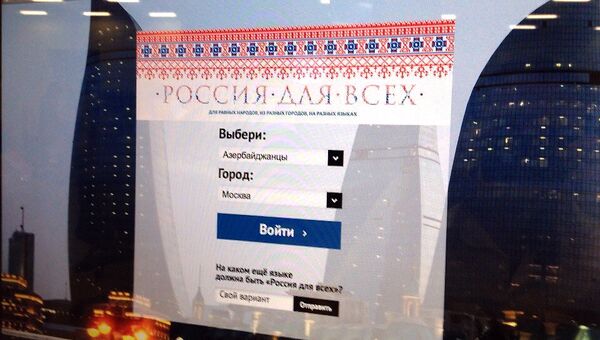 ·РОССИЯ·ДЛЯ·ВСЕХ·
ДЛЯ РАВНЫХ НАРОДОВ, ИЗ РАЗНЫХ ГОРОДОВ, НА РАЗНЫХ ЯЗЫКАХ
Выбери:
Азербайджанцы
Город:
Москва
Войти ›
На каком ещё языке
должна быть «Россия для всех»?
Свой вариант
Отправить